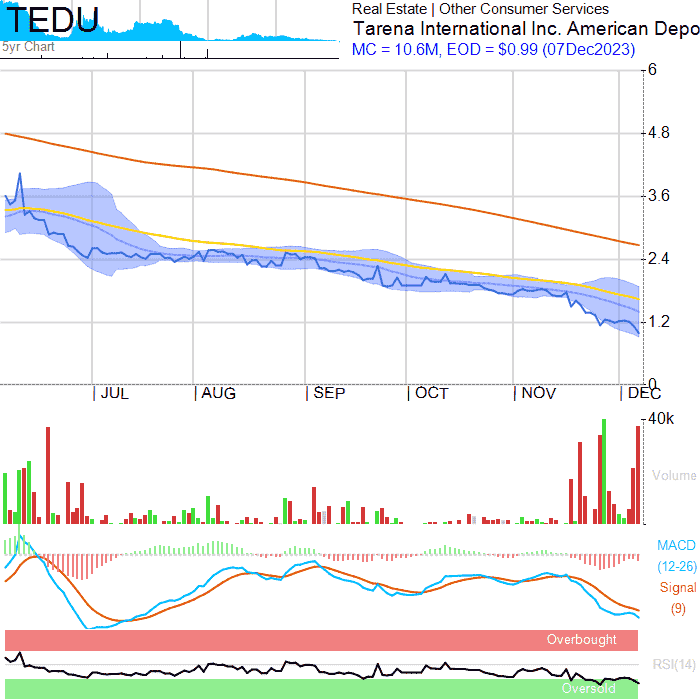 TEDU
5yr Chart
Real Estate | Other Consumer Services
Tarena International Inc. American Depo
MC = 10.6M, EOD = $0.99 (07Dec2023)
6
4.8
3.6
2.4
1.2
0
JUL AUG SEP OCT NOV DEC
40k
Volume
MACD
(12-26)
Signal
(9)
Overbought
RSI(14)
Oversold